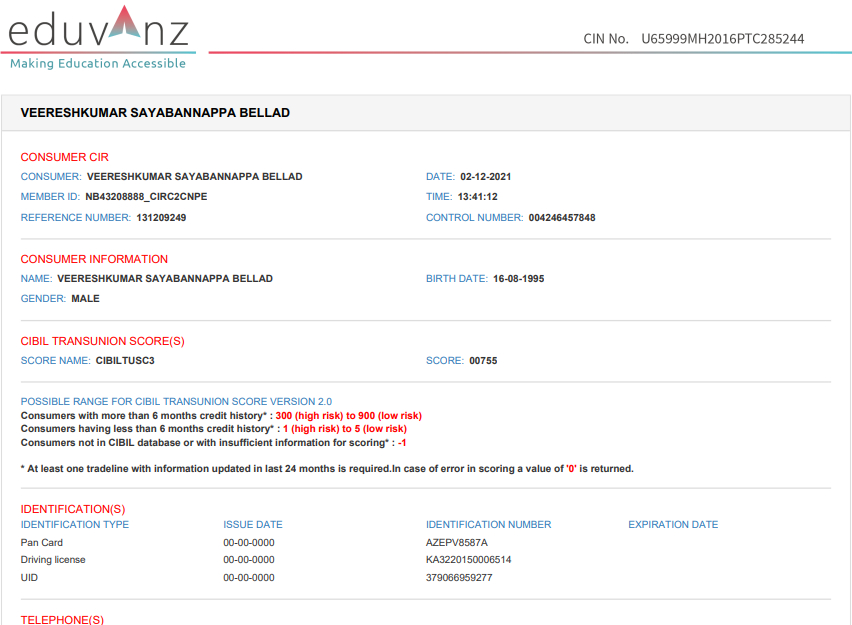 eduvanz
CIN No. U65999MH2016PTC285244
Making Education Accessible
VEERESHKUMAR SAYABANNAPPA BELLAD
CONSUMER CIR
CONSUMER: VEERESHKUMAR SAYABANNAPPA BELLAD DATE: 02-12-2021
MEMBER ID: NB43208888_CIRC2CNPE TIME: 13:41:12
REFERENCE NUMBER: 131209249 CONTROL NUMBER: 004246457848
CONSUMER INFORMATION
NAME: VEERESHKUMAR SAYABANNAPPA BELLAD BIRTH DATE: 16-08-1995
GENDER: MALE
CIBIL TRANSUNION SCORE(S)
SCORE NAME: CIBILTUSC3 SCORE: 00755
POSSIBLE RANGE FOR CIBIL TRANSUNION SCORE VERSION 2.0
Consumers with more than 6 months credit history* : 300 (high risk) to 900 (low risk)
Consumers having less than 6 months credit history* : 1 (high risk) to 5 (low risk)
Consumers not in CIBIL database or with insufficient information for scoring* : -1
* At least one tradeline with information updated in last 24 months is required.In case of error in scoring a value of '0' is returned.
IDENTIFICATION(S)
IDENTIFICATION TYPE ISSUE DATE IDENTIFICATION NUMBER EXPIRATION DATE
Pan Card 00-00-0000 AZEPV8587A
Driving license 00-00-0000 KA3220150006514
UID 00-00-0000 379066959277
TELEPHONE(S)